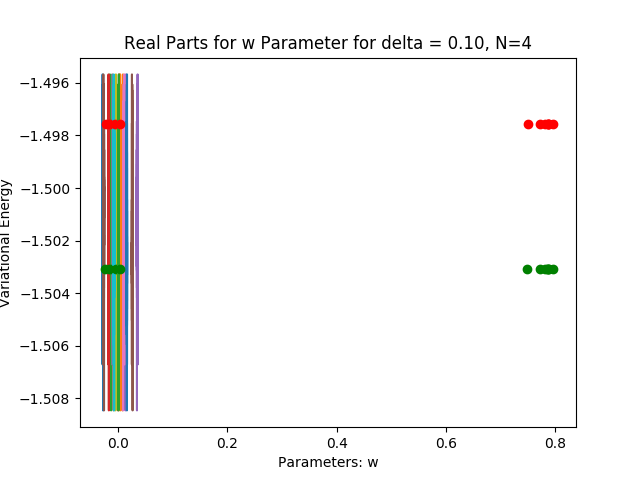 Real Parts for w Parameter for delta = 0.10, N=4
Variational Energy
−1.496
−1.498
−1.500
−1.502
−1.504
−1.506
−1.508
0.0 0.2 0.4 0.6 0.8
Parameters: w